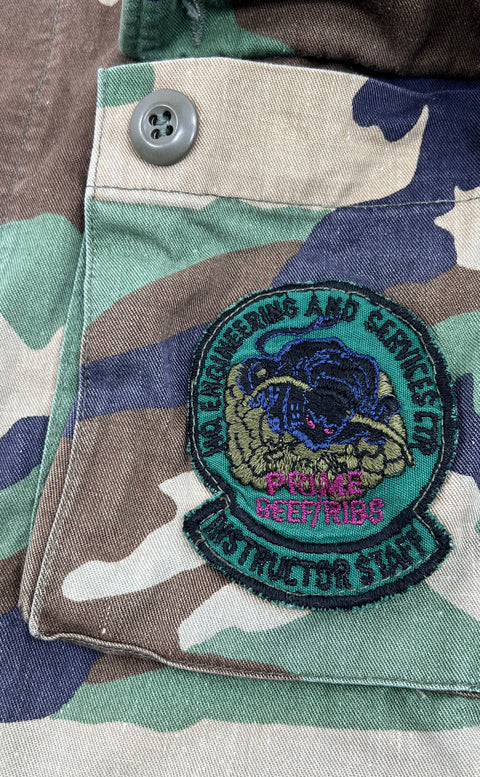 HQ. ENGINEERING AND SERVICES CTR
PRIME
BEEF/RIBS
INSTRUCTOR STAFF